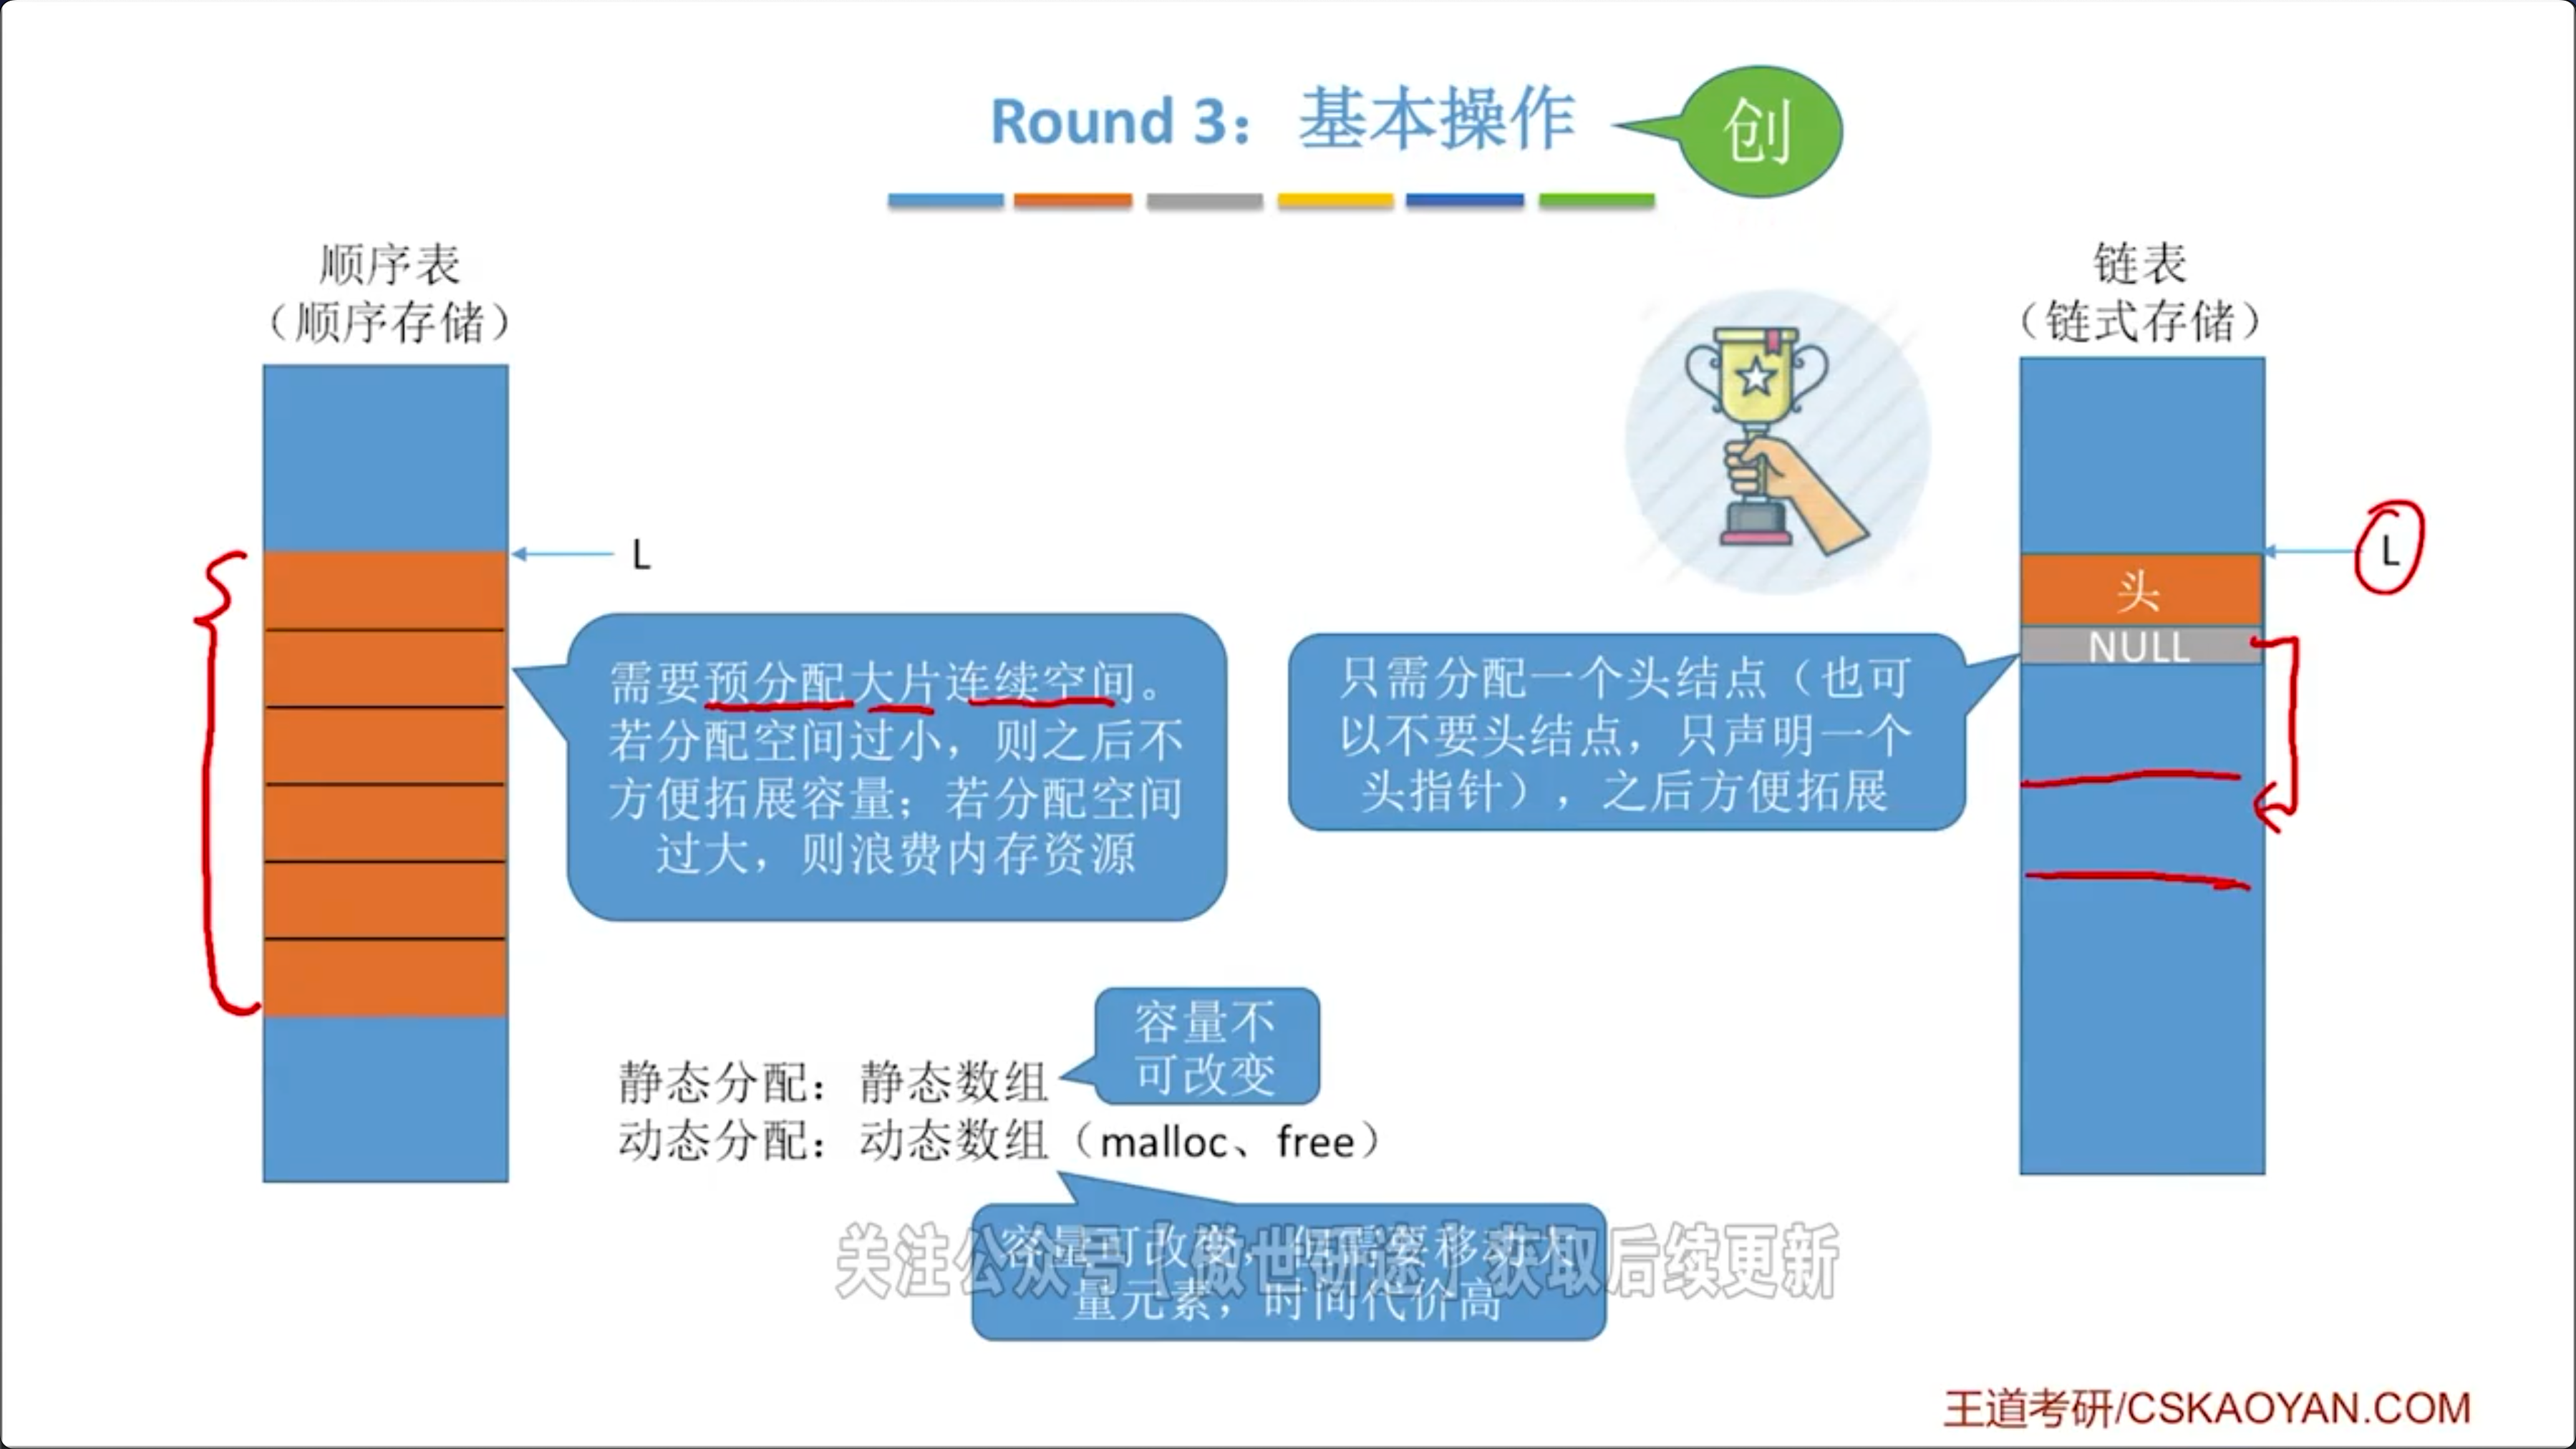 Round 3：基本操作
创
顺序表
（顺序存储）
链表
（链式存储）
L
L
头
NULL
需要预分配大片连续空间。
若分配空间过小，则之后不
方便拓展容量；若分配空间
过大，则浪费内存资源
只需分配一个头结点（也可
以不要头结点，只声明一个
头指针），之后方便拓展
容量不
可改变
静态分配：静态数组
动态分配：动态数组（malloc、free）
容量可改变，但需要移动大
量元素，时间代价高
关注公众号【傲世研途】获取后续更新
王道考研/CSKAOYAN.COM